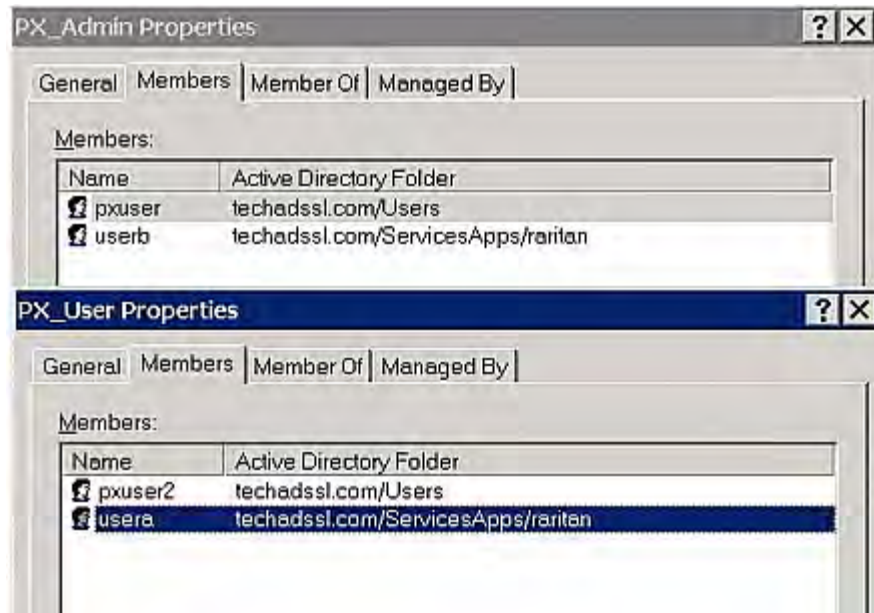 PX_Admin Properties
General Members Member Of Managed By
Members:
Name Active Directory Folder
pxuser techadssl.com/Users
userb techadssl.com/ServicesApps/raritan
PX_User Properties
General Members Member Of Managed By
Members:
Name Active Directory Folder
pxuser2 techadssl.com/Users
usera techadssl.com/ServicesApps/raritan